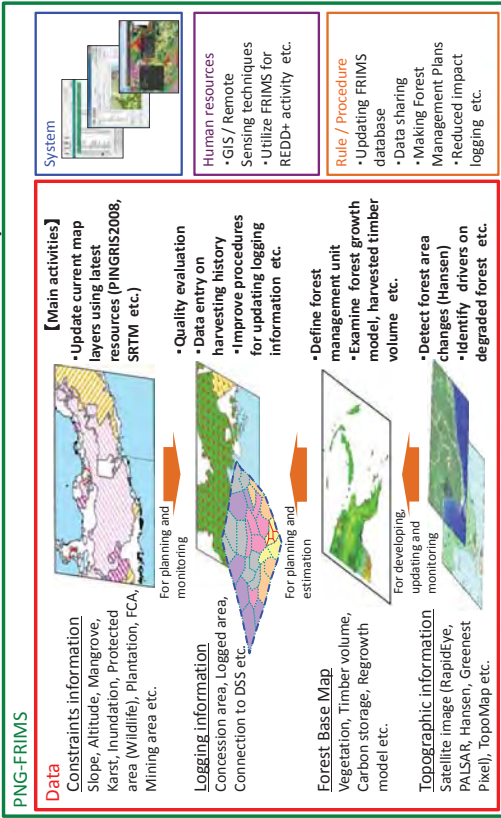 PNG-FRIMS
Data
Constraints information
Slope, Altitude, Mangrove,
Karst, Inundation, Protected
area (Wildlife), Plantation, FCA,
Mining area etc.
For planning and
monitoring
【Main activities】
・Update current map
layers using latest
resources (PINGRIS2008,
SRTM etc.)
Logging information
Concession area, Logged area,
Connection to DSS etc.
For planning and
estimation
・Quality evaluation
・Data entry on
harvesting history
・Improve procedures
for updating logging
information etc.
Forest Base Map
Vegetation, Timber volume,
Carbon storage, Regrowth
model etc.
For developing,
updating and
monitoring
・Define forest
management unit
・Examine forest growth
model, harvested timber
volume etc.
Topographic information
Satellite image (RapidEye,
PALSAR, Hansen, Greenest
Pixel), TopoMap etc.
・Detect forest area
changes (Hansen)
・Identify drivers on
degraded forest etc.
System
Human resources
・GIS / Remote
Sensing techniques
・Utilize FRIMS for
REDD+ activity etc.
Rule / Procedure
・Updating FRIMS
database
・Data sharing
・Making Forest
Management Plans
・Reduced impact
logging etc.